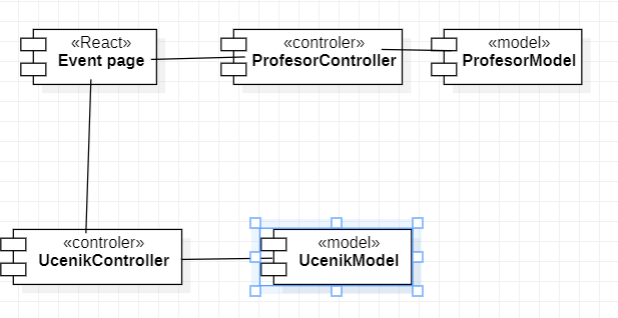 «React»
Event page
«controler»
ProfesorController
«model»
ProfesorModel
«controler»
UcenikController
«model»
UcenikModel